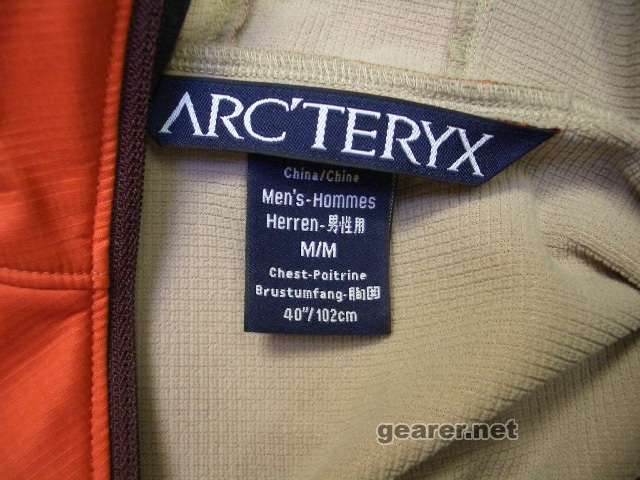 ARC'TERYX
China/Chine
Men's-Hommes
Herren-男性用
M/M
Chest-Poitrine
Brustumfang-胸囲
40"/102cm
gearer.net